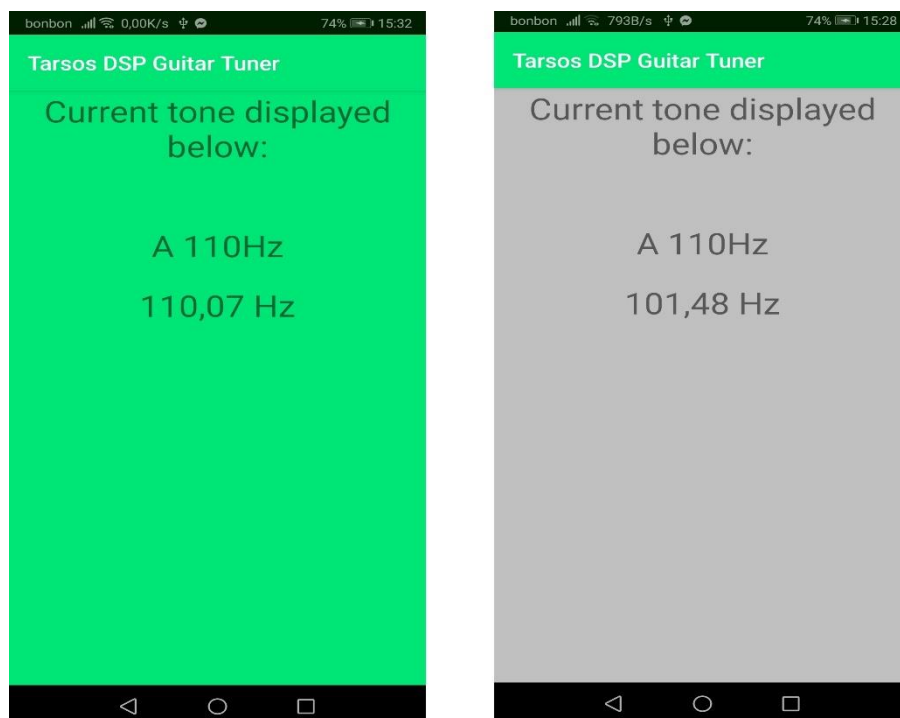 bonbon 0,00K/s 74% 15:32
Tarsos DSP Guitar Tuner
Current tone displayed
below:
A 110Hz
110,07 Hz
bonbon 793B/s 74% 15:28
Tarsos DSP Guitar Tuner
Current tone displayed
below:
A 110Hz
101,48 Hz